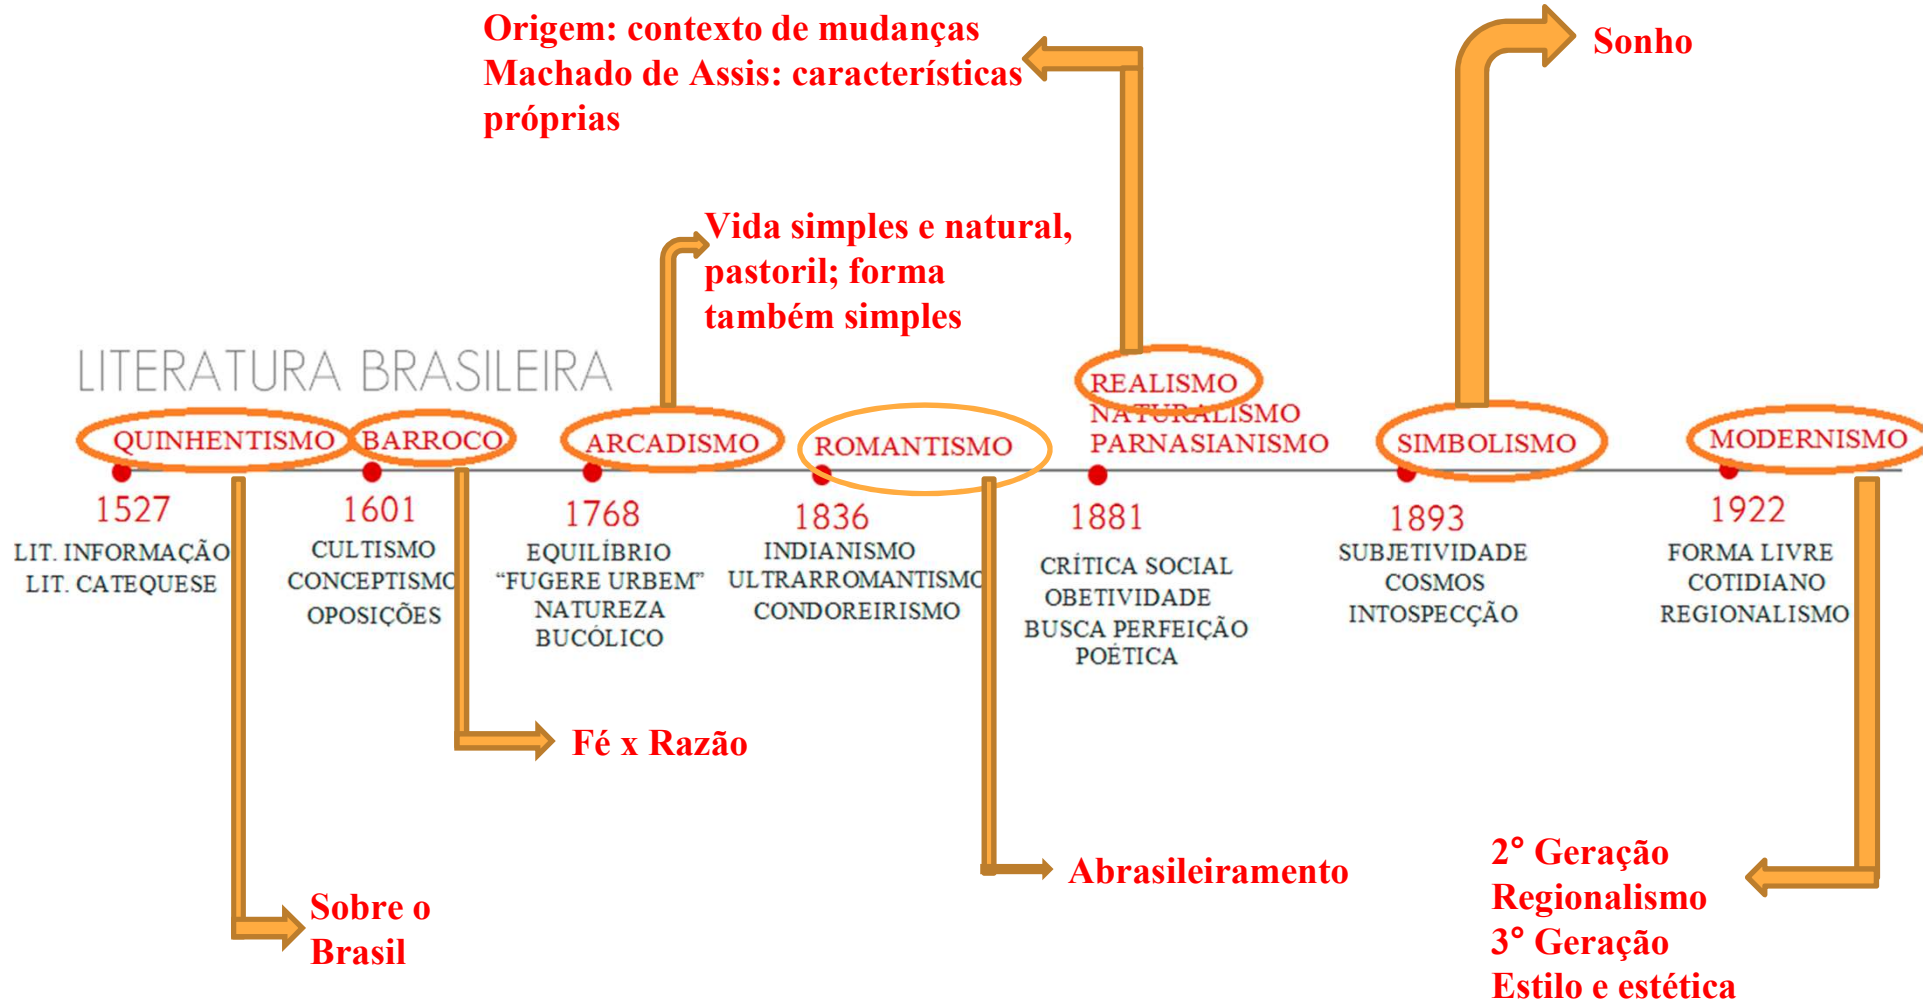 Origem: contexto de mudanças
Machado de Assis: características
próprias
Sonho
Vida simples e natural,
pastoril; forma
também simples
LITERATURA BRASILEIRA
QUINHENTISMO
1527
LIT. INFORMAÇÃO
LIT. CATEQUESE
BARROCO
1601
CULTISMO
CONCEPTISMO
OPOSIÇÕES
ARCADISMO
1768
EQUILÍBRIO
“FUGERE URBEM”
NATUREZA
BUCÓLICO
ROMANTISMO
1836
INDIANISMO
ULTRARROMANTISMO
CONDOREIRISMO
REALISMO
NATURALISMO
PARNASIANISMO
1881
CRÍTICA SOCIAL
OBETIVIDADE
BUSCA PERFEIÇÃO
POÉTICA
SIMBOLISMO
1893
SUBJETIVIDADE
COSMOS
INTOSPECÇÃO
MODERNISMO
1922
FORMA LIVRE
COTIDIANO
REGIONALISMO
Fé x Razão
Abrasileiramento
Sobre o
Brasil
2° Geração
Regionalismo
3° Geração
Estilo e estética